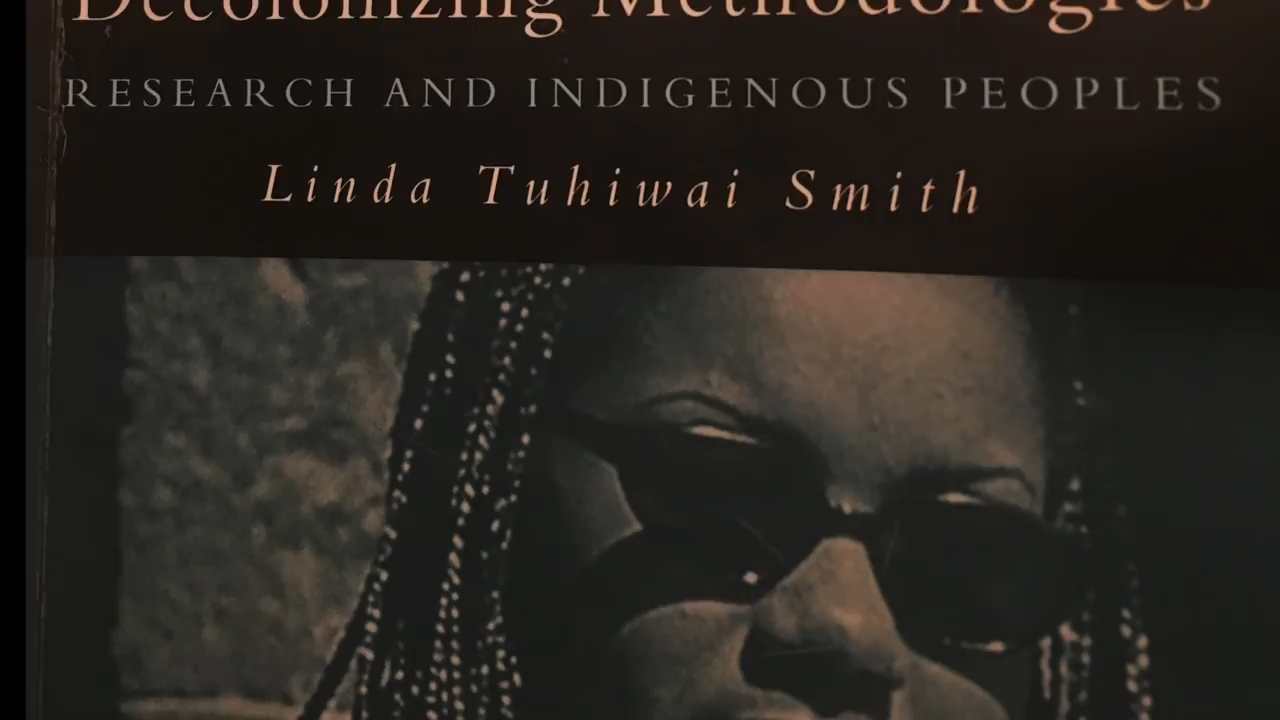 Decolonizing Methodologies
RESEARCH AND INDIGENOUS PEOPLES
Linda Tuhiwai Smith